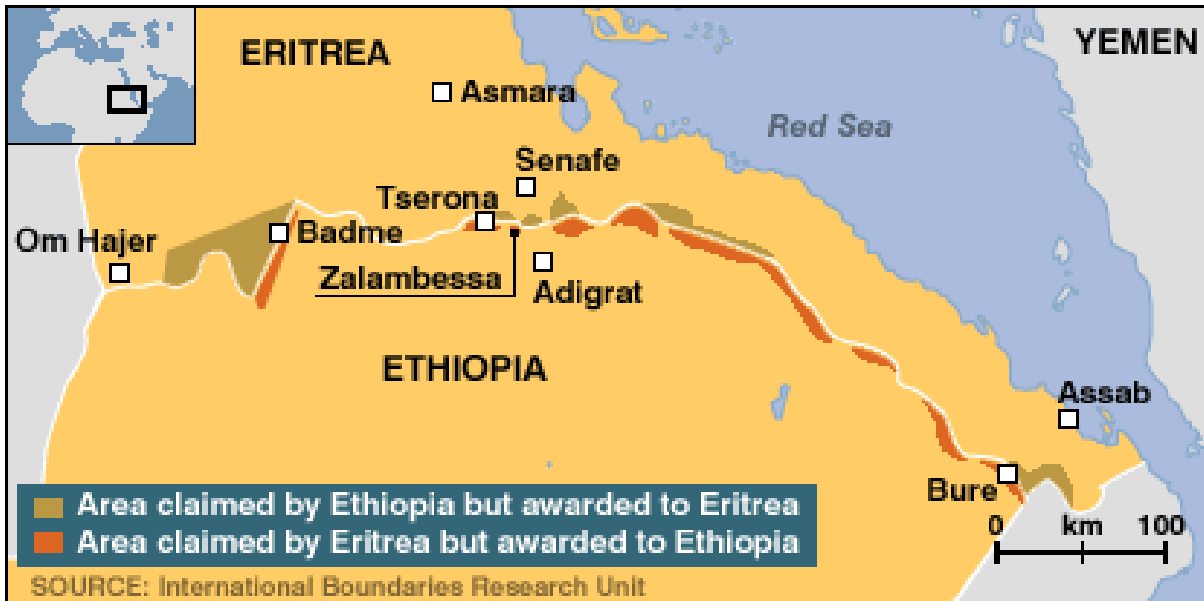 ERITREA
YEMEN
Asmara
Red Sea
Senafe
Tserona
Om Hajer
Badme
Zalambessa
Adigrat
ETHIOPIA
Assab
Bure
Area claimed by Ethiopia but awarded to Eritrea
Area claimed by Eritrea but awarded to Ethiopia
0 km 100
SOURCE: International Boundaries Research Unit